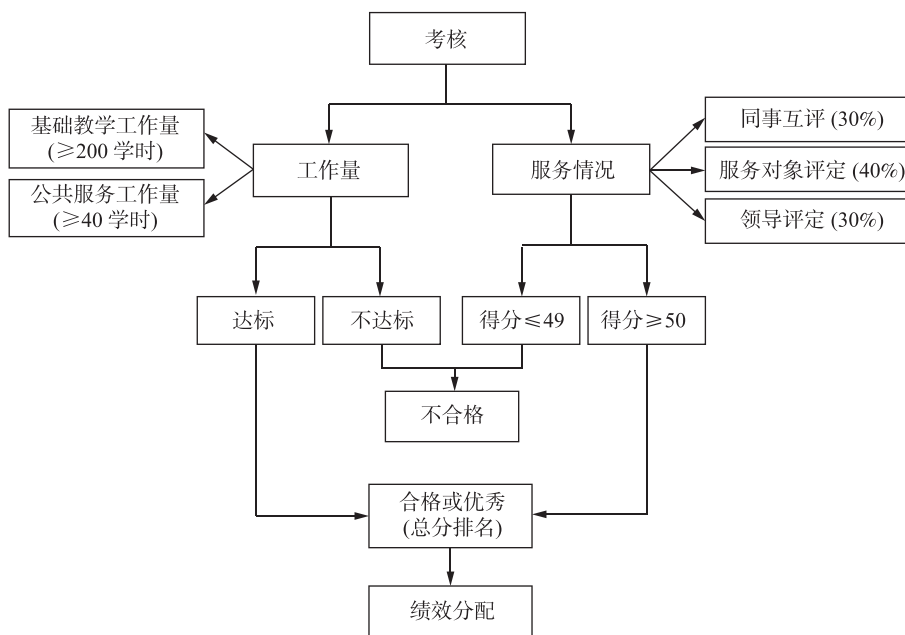 考核
基础教学工作量
(≥200 学时)
公共服务工作量
(≥40 学时)
工作量
服务情况
同事互评 (30%)
服务对象评定 (40%)
领导评定 (30%)
达标
不达标
得分≤49
得分≥50
不合格
合格或优秀
(总分排名)
绩效分配